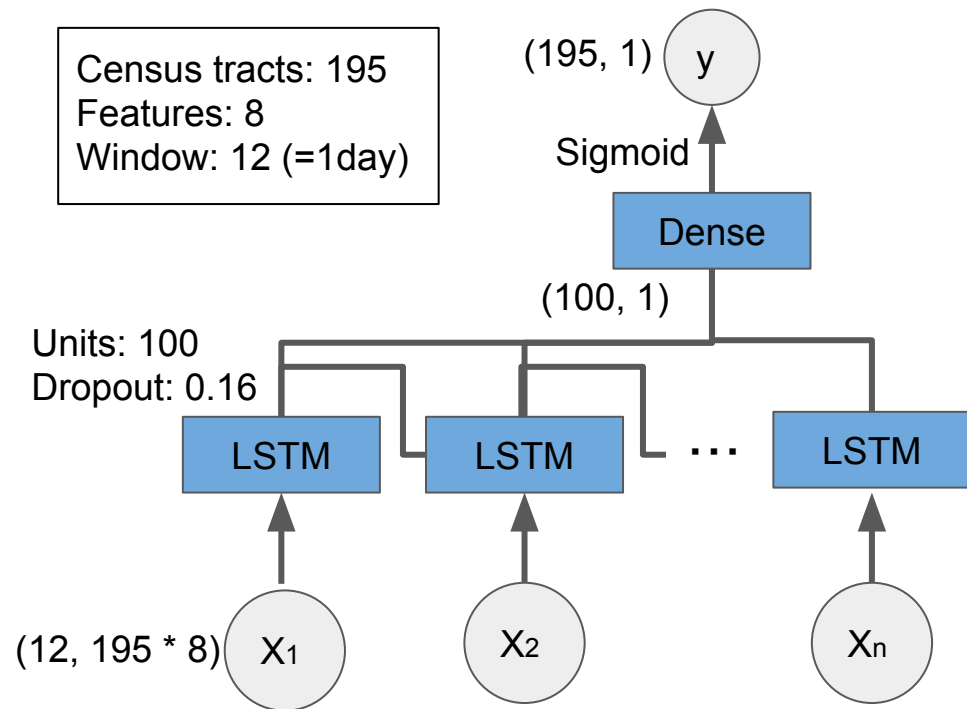 Census tracts: 195
Features: 8
Window: 12 (=1day)
(195, 1)
y
Sigmoid
Dense
(100, 1)
Units: 100
Dropout: 0.16
LSTM
LSTM
...
LSTM
(12, 195 * 8)
X1
X2
Xn